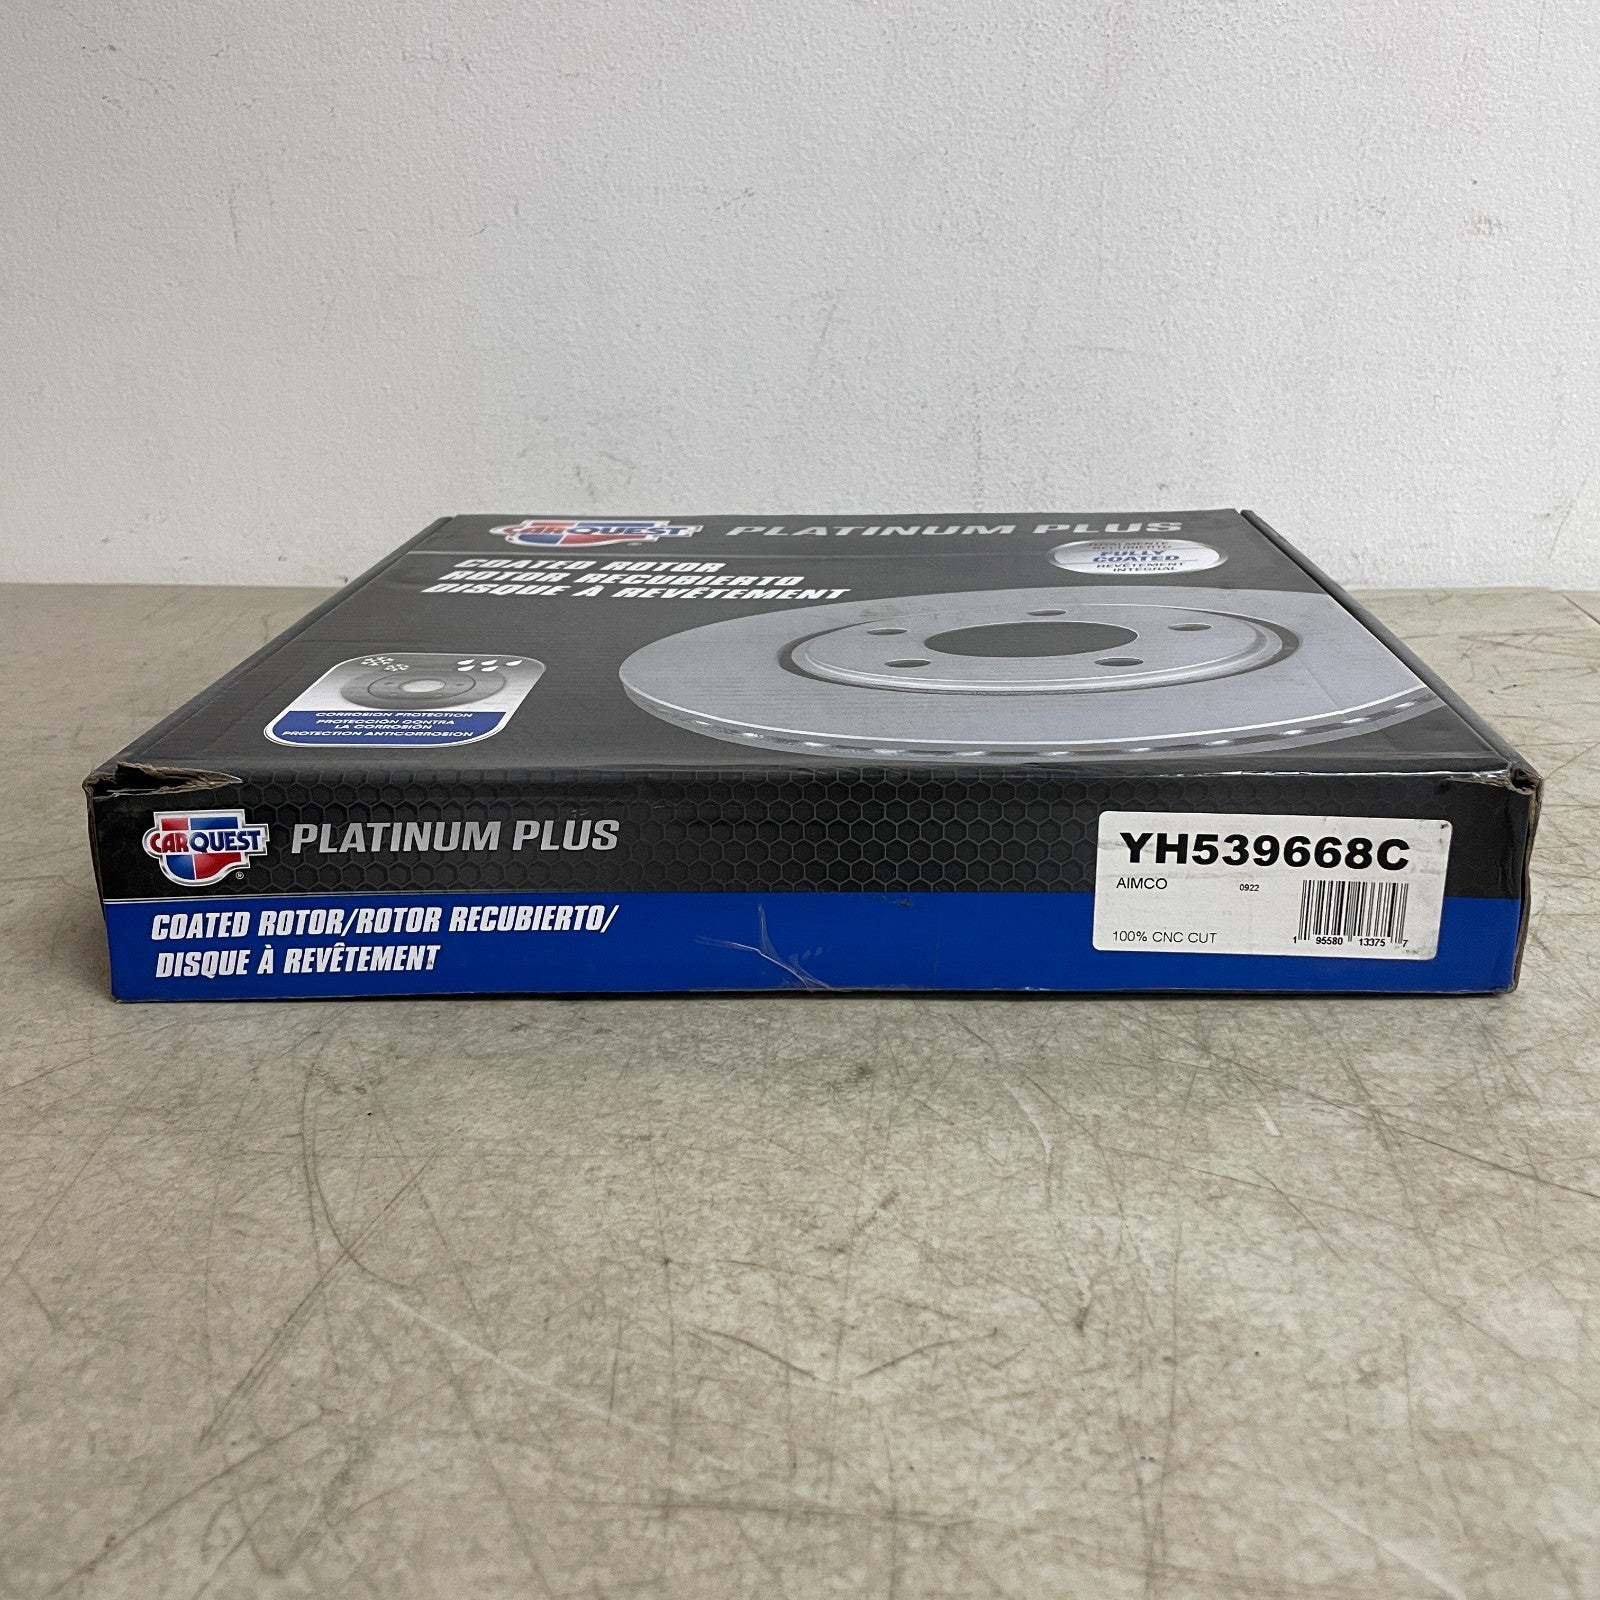 CARQUEST PLATINUM PLUS
COATED ROTOR
ROTOR RECUBIERTO
DISQUE À REVÊTEMENT
TOTALMENTE
RECUBIERTO
FULLY
COATED
REVÊTEMENT
INTÉGRAL
CORROSION PROTECTION
PROTECCIÓN CONTRA
LA CORROSIÓN
PROTECTION ANTICORROSION
CARQUEST ® PLATINUM PLUS
COATED ROTOR/ROTOR RECUBIERTO/
DISQUE À REVÊTEMENT
YH539668C
AIMCO 0922
100% CNC CUT
1 95580 13375 7